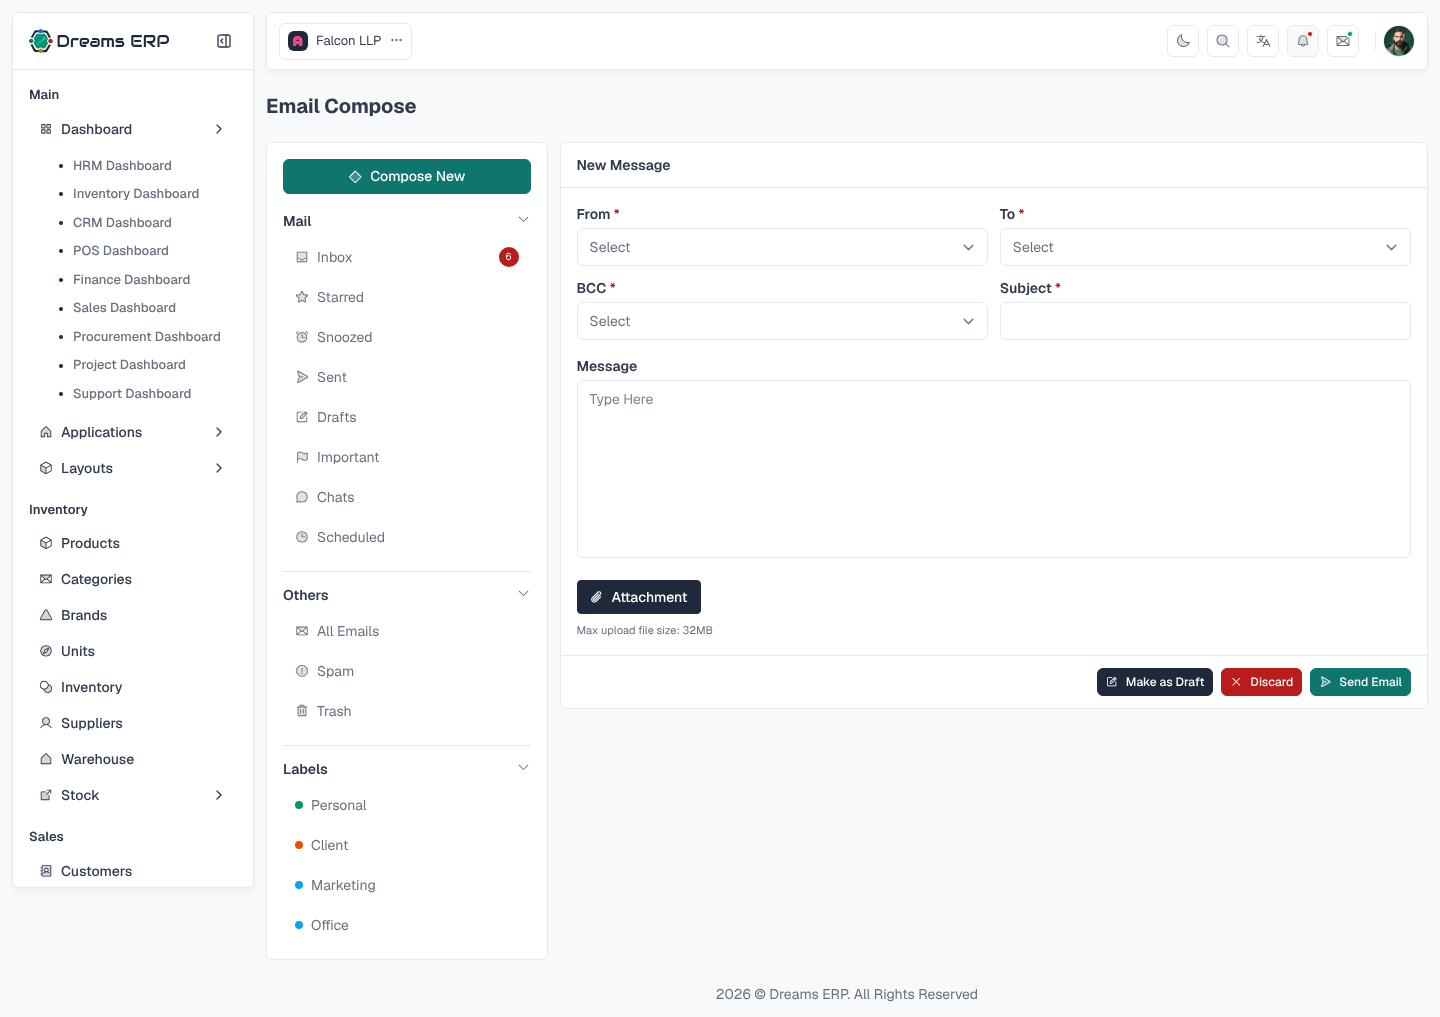 Dreams ERP
Main
Dashboard
HRM Dashboard
Inventory Dashboard
CRM Dashboard
POS Dashboard
Finance Dashboard
Sales Dashboard
Procurement Dashboard
Project Dashboard
Support Dashboard
Applications
Layouts
Inventory
Products
Categories
Brands
Units
Inventory
Suppliers
Warehouse
Stock
Sales
Customers
Falcon LLP
Email Compose
Compose New
Mail
Inbox 6
Starred
Snoozed
Sent
Drafts
Important
Chats
Scheduled
Others
All Emails
Spam
Trash
Labels
Personal
Client
Marketing
Office
New Message
From * To *
Select Select
BCC * Subject *
Select
Message
Type Here
Attachment
Max upload file size: 32MB
Make as Draft Discard Send Email
2026 © Dreams ERP. All Rights Reserved